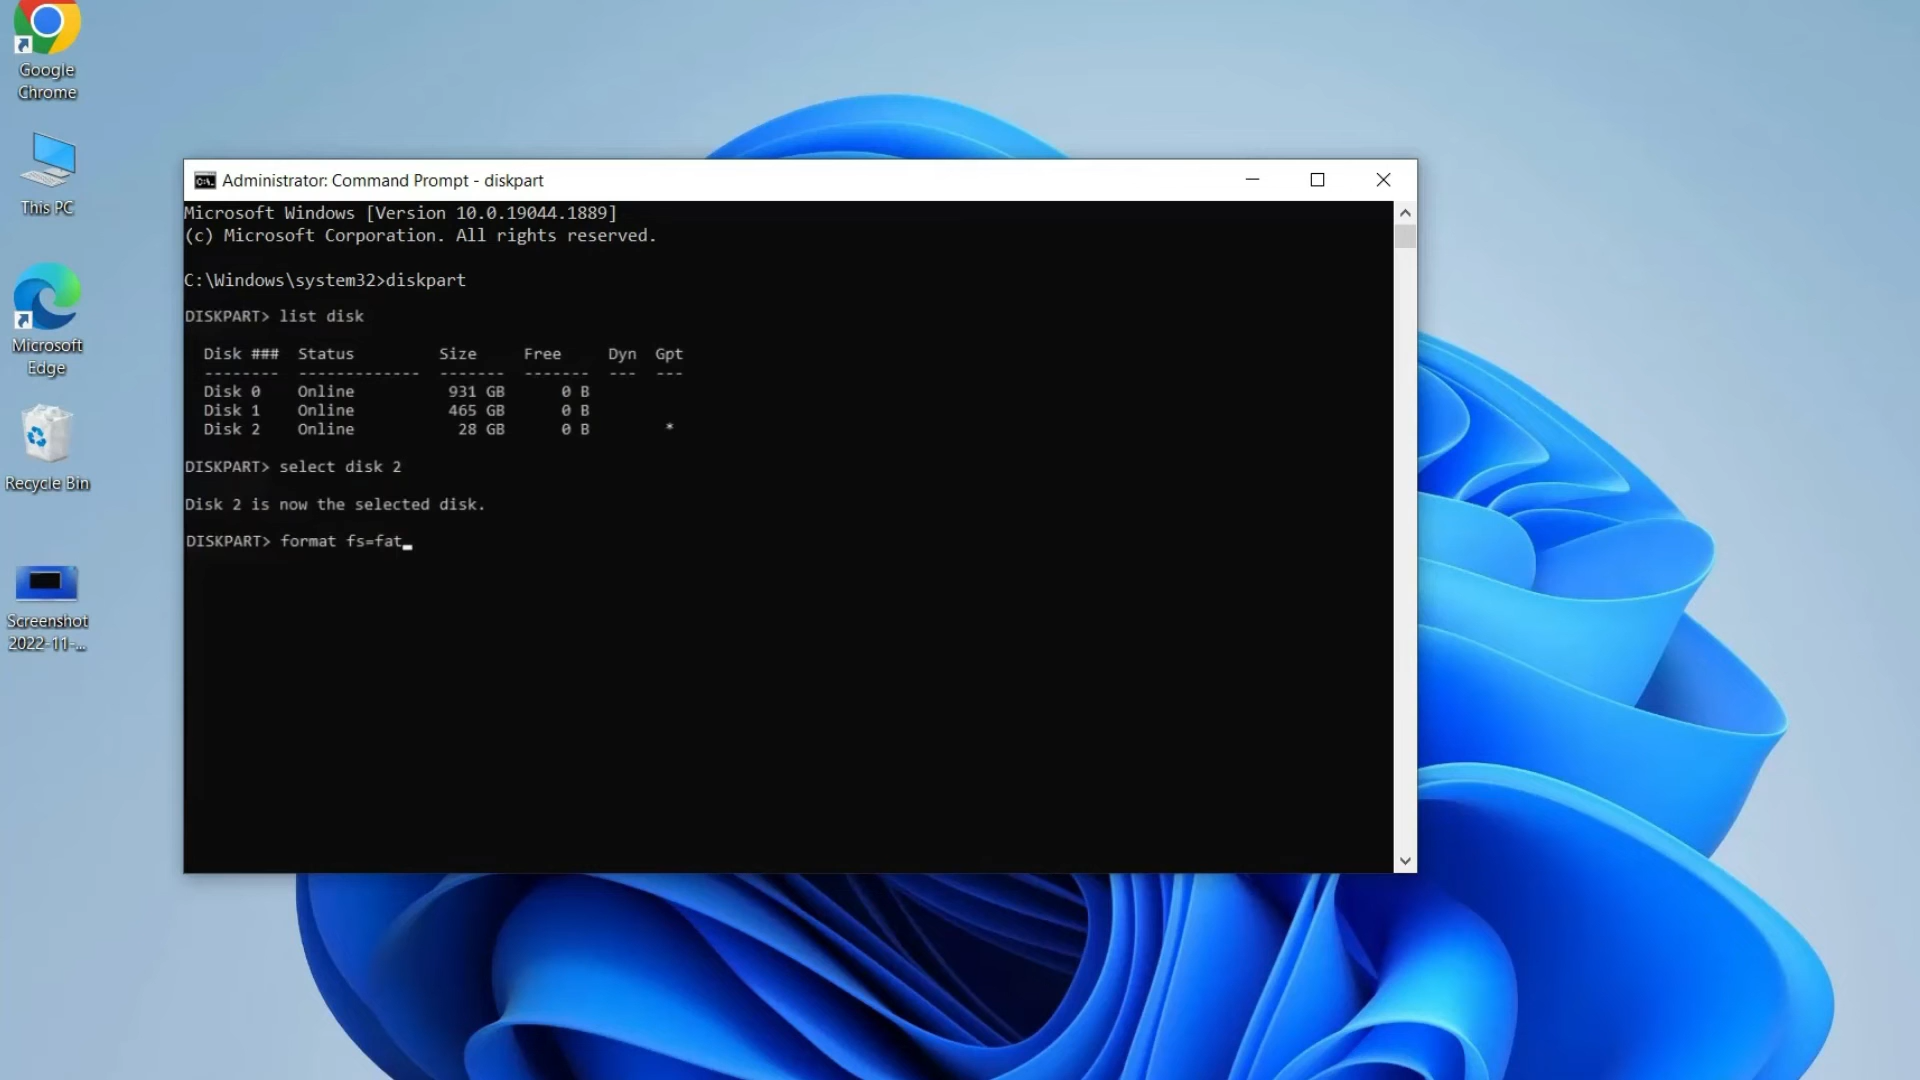 Google
Chrome
This PC
Microsoft
Edge
Recycle Bin
Screenshot
2022-11-...
Administrator: Command Prompt - diskpart
Microsoft Windows [Version 10.0.19044.1889]
(c) Microsoft Corporation. All rights reserved.
C:\Windows\system32>diskpart
DISKPART> list disk
Disk ###  Status         Size     Free     Dyn  Gpt
--------  -------------  -------  -------  ---  ---
Disk 0    Online          931 GB      0 B
Disk 1    Online          465 GB      0 B
Disk 2    Online           28 GB      0 B        *
DISKPART> select disk 2
Disk 2 is now the selected disk.
DISKPART> format fs=fat_